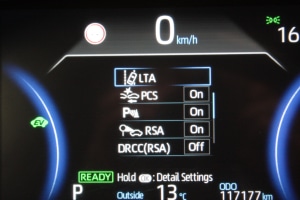 0 km/h
16
LTA
PCS On
On
RSA On
DRCC(RSA) Off
READY Hold OK : Detail Settings
P Outside 13°C ODO 117177 km